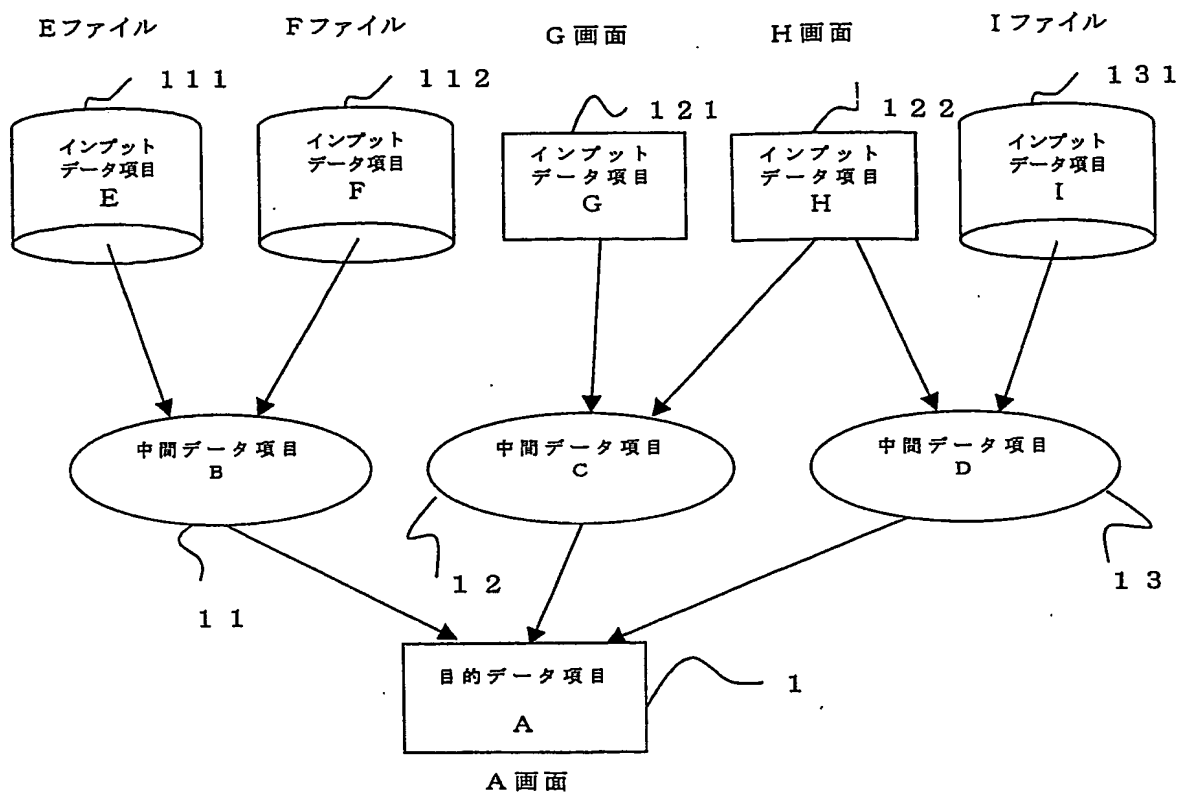 Eファイル
Fファイル
G画面
H画面
Iファイル
111
112
121
122
131
インプット
データ項目
E
インプット
データ項目
F
インプット
データ項目
G
インプット
データ項目
H
インプット
データ項目
I
中間データ項目
B
中間データ項目
C
中間データ項目
D
11
12
13
目的データ項目
A
1
A画面